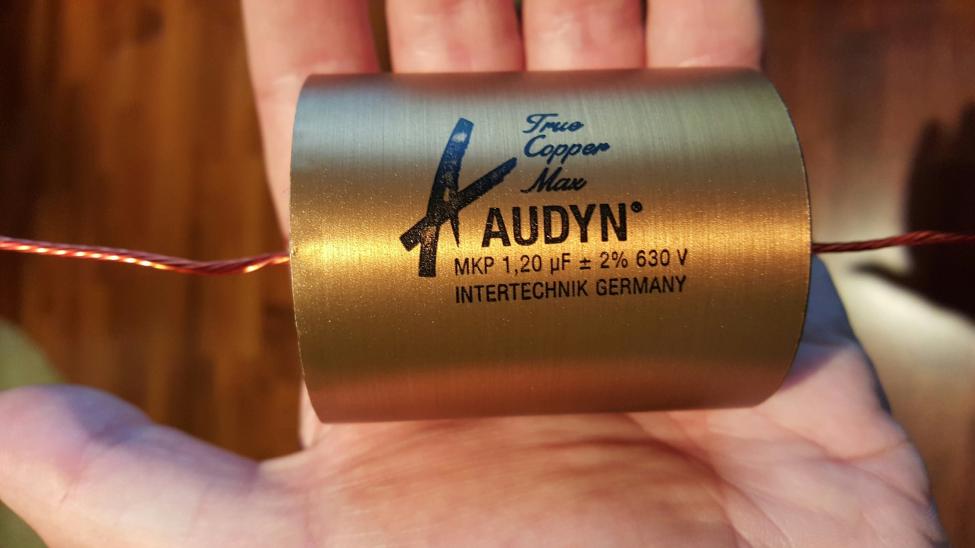 True
Copper
Max
AUDYN®
MKP 1,20 µF ± 2% 630 V
INTERTECHNIK GERMANY